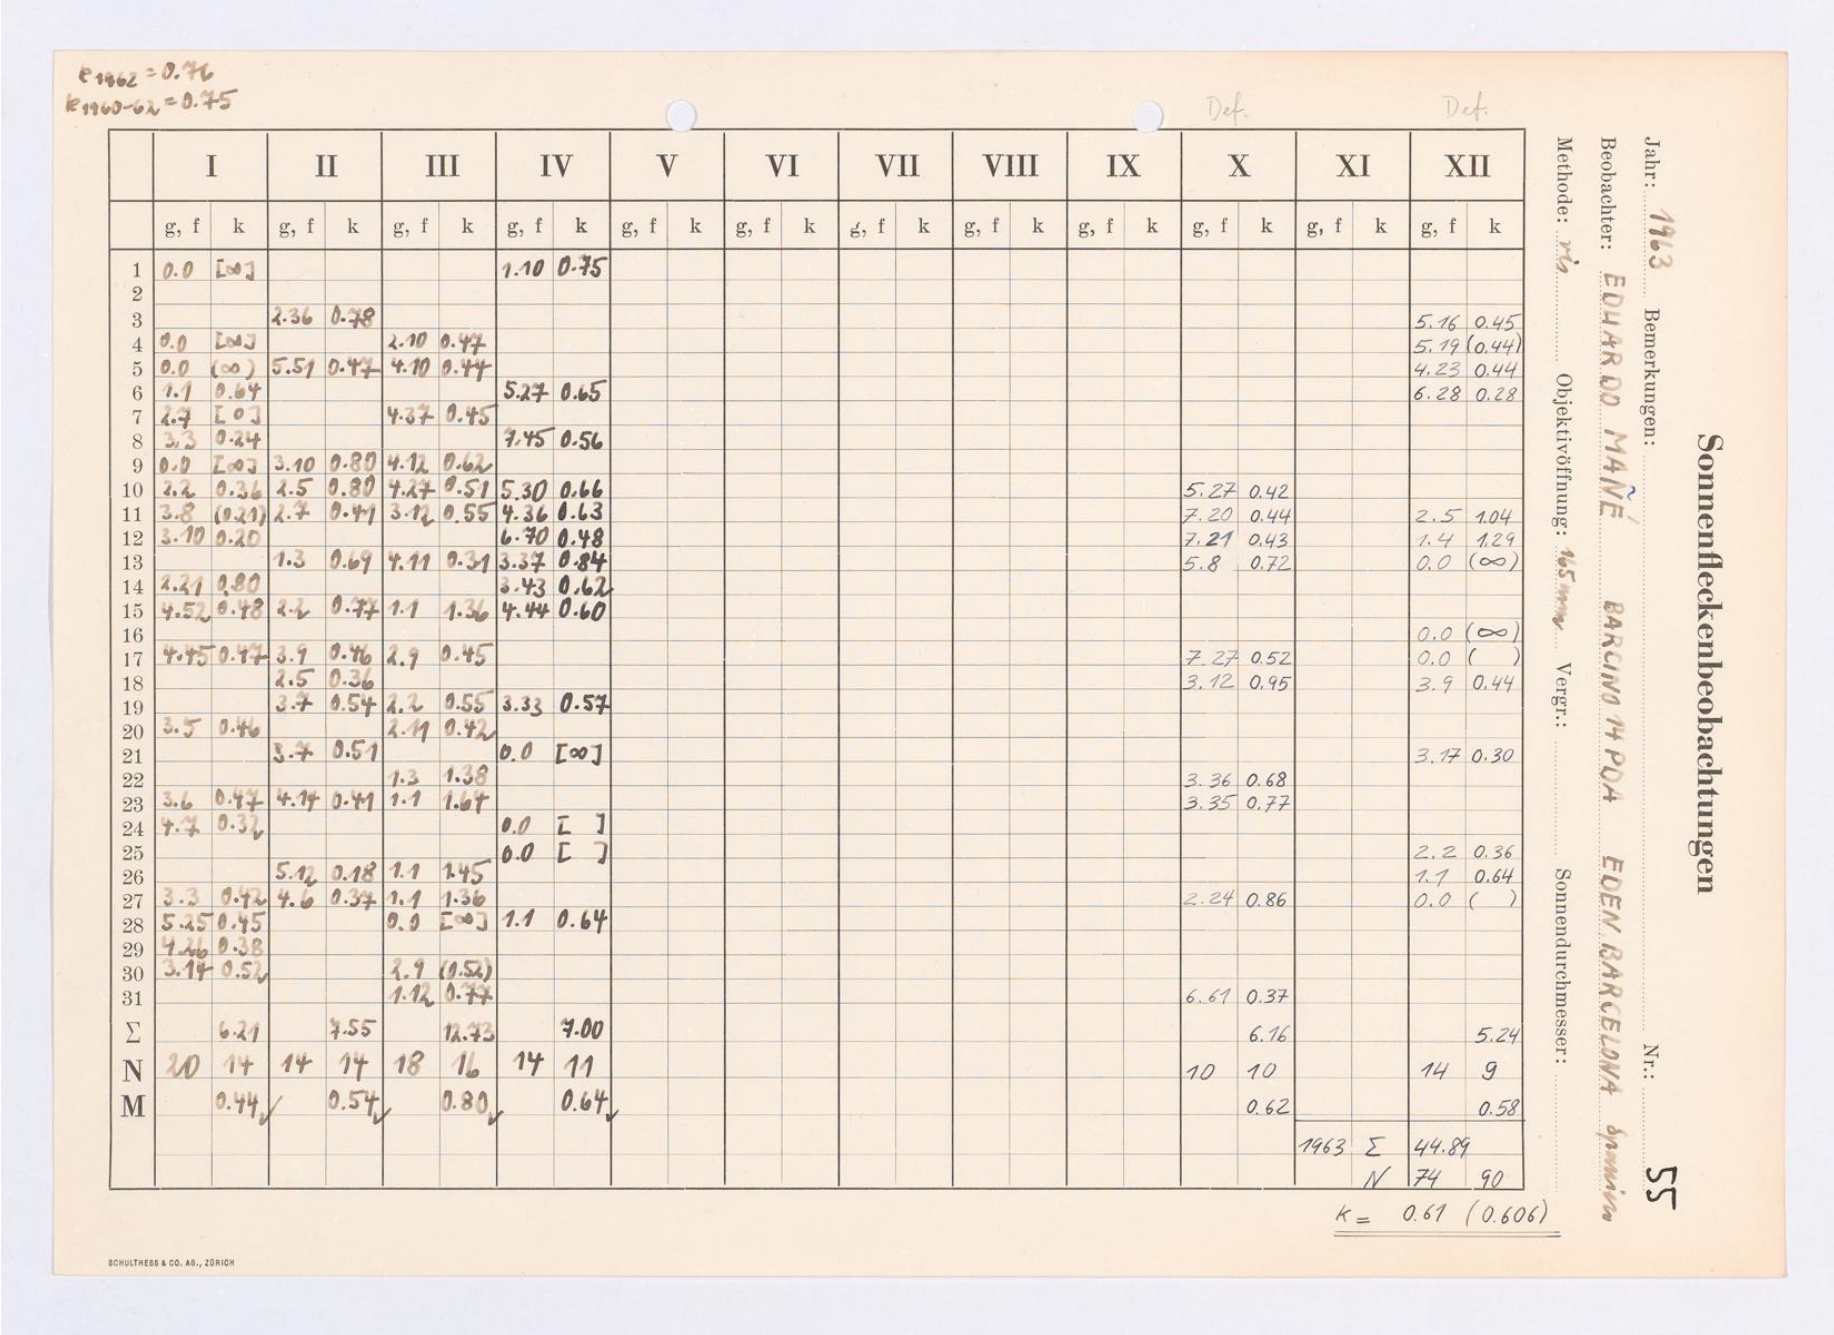 k1962 = 0.76
k1960-62 = 0.75
Def. Def.
I II III IV V VI VII VIII IX X XI XII
g, f k g, f k g, f k g, f k g, f k g, f k g, f k g, f k g, f k g, f k g, f k g, f k
1 0.0 [∞] 1.10 0.75
2
3 2.36 0.78 5.16 0.45
4 0.0 [∞] 2.10 0.47 5.19 (0.44)
5 0.0 (∞) 5.51 0.47 4.10 0.44 4.23 0.44
6 1.1 0.64 5.27 0.65 6.28 0.28
7 2.7 [0] 4.37 0.45
8 3.3 0.24 7.45 0.56
9 0.0 [∞] 3.10 0.80 4.12 0.62
10 2.2 0.36 2.5 0.80 4.27 0.51 5.30 0.66 5.27 0.42
11 3.8 (0.21) 2.7 0.41 3.12 0.55 4.36 0.63 7.20 0.44 2.5 1.04
12 3.10 0.20 6.70 0.48 7.21 0.43 1.4 1.29
13 1.3 0.69 4.11 0.31 3.37 0.84 5.8 0.72 0.0 (∞)
14 2.21 0.80 3.43 0.62
15 4.52 0.48 2.2 0.77 1.1 1.36 4.44 0.60
16 0.0 (∞)
17 4.45 0.47 3.9 0.46 2.9 0.45 7.27 0.52 0.0 ( )
18 2.5 0.36 3.12 0.95 3.9 0.44
19 3.7 0.54 2.2 0.55 3.33 0.57
20 3.5 0.46 2.11 0.42
21 3.7 0.51 0.0 [∞] 3.17 0.30
22 1.3 1.38 3.36 0.68
23 3.6 0.47 4.14 0.41 1.1 1.64 3.35 0.77
24 4.7 0.32 0.0 [ ]
25 0.0 [ ] 2.2 0.36
26 5.12 0.18 1.1 1.45 1.1 0.64
27 3.3 0.42 4.6 0.37 1.1 1.36 2.24 0.86 0.0 ( )
28 5.25 0.45 0.0 [∞] 1.1 0.64
29 4.26 0.38
30 3.14 0.52 2.9 (0.52)
31 1.12 0.77 6.61 0.37
Σ 6.21 7.55 12.73 7.00 6.16 5.24
N 20 14 14 14 18 16 14 11 10 10 14 9
M 0.44✓ 0.54✓ 0.80✓ 0.64✓ 0.62 0.58
1963 Σ 44.89
N 74 90
k = 0.61 (0.606)
SCHULTHESS & CO. AG., ZÜRICH
Sonnenfleckenbeobachtungen
Jahr: 1963 Bemerkungen: Nr.: 55
Beobachter: EDUARDO MAÑÉ BARCINO 14 PDA EDEN, BARCELONA Spanien
Methode: vis Objektivöffnung: 165mm Vergr.: Sonnendurchmesser: